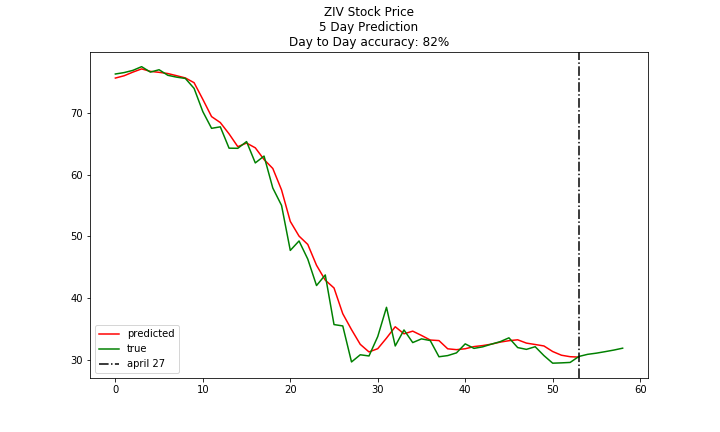 ZIV Stock Price
5 Day Prediction
Day to Day accuracy: 82%
70
60
50
40
30
predicted
true
april 27
0
10
20
30
40
50
60